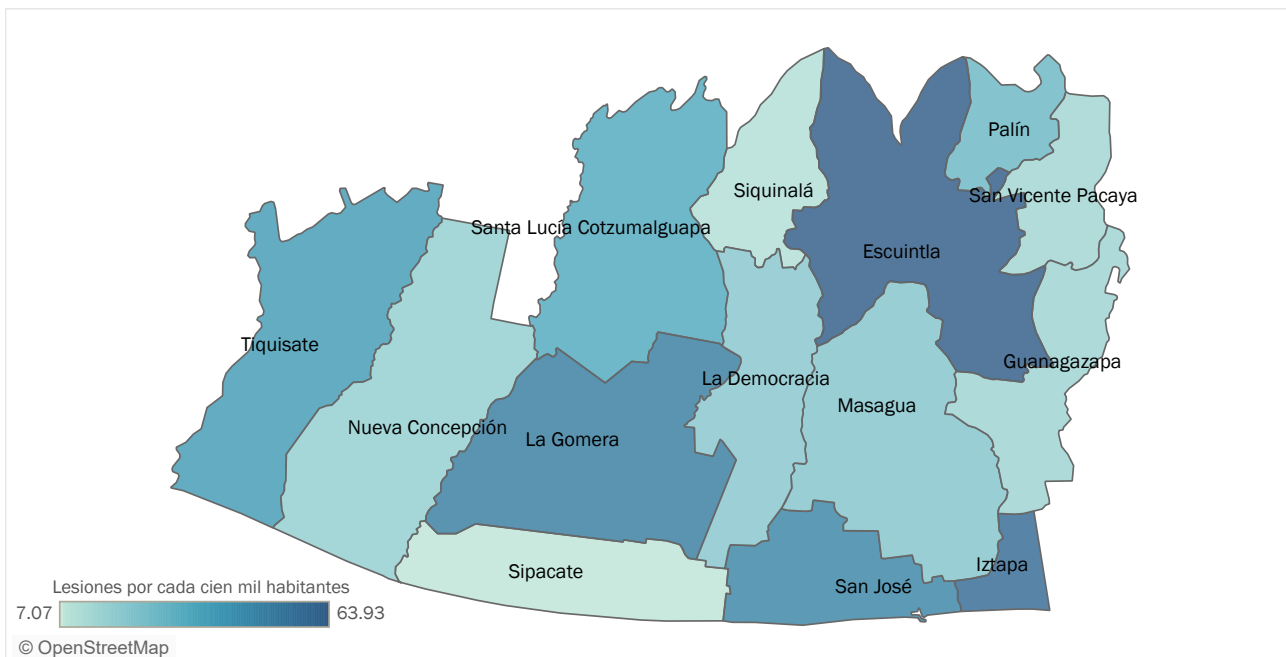 Palín
Siquinalá
San Vicente Pacaya
Santa Lucía Cotzumalguapa
Escuintla
Tiquisate
Guanagazapa
La Democracia
Masagua
Nueva Concepción
La Gomera
Iztapa
Sipacate
San José
Lesiones por cada cien mil habitantes
7.07 63.93
© OpenStreetMap